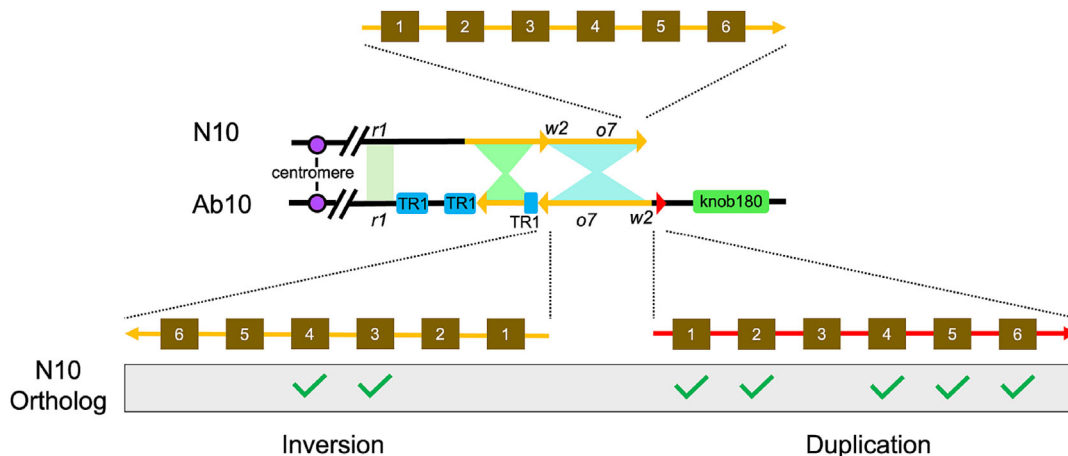 1 2 3 4 5 6
N10 r1 w2 o7
centromere
Ab10 r1 TR1 TR1 TR1 o7 w2 knob180
6 5 4 3 2 1 1 2 3 4 5 6
N10
Ortholog
Inversion Duplication